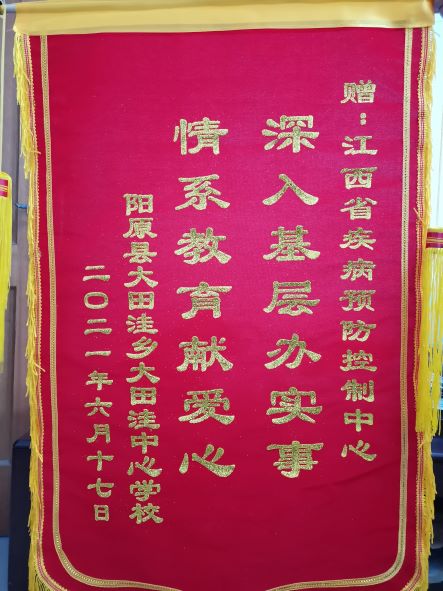 赠：江西省疾病预防控制中心
深入基层办实事
情系教育献爱心
阳原县大田洼乡大田洼中心学校
二〇二一年六月十七日